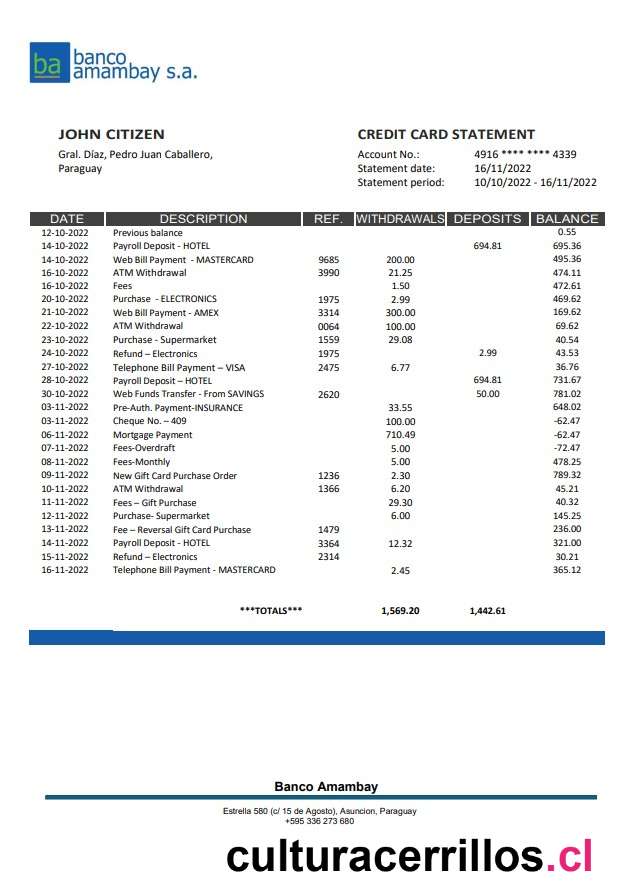 ba banco
amambay s.a.
JOHN CITIZEN
Gral. Díaz, Pedro Juan Caballero,
Paraguay
CREDIT CARD STATEMENT
Account No.: 4916 **** **** 4339
Statement date: 16/11/2022
Statement period: 10/10/2022 - 16/11/2022
DATE DESCRIPTION REF. WITHDRAWALS DEPOSITS BALANCE
12-10-2022 Previous balance 0.55
14-10-2022 Payroll Deposit - HOTEL 694.81 695.36
14-10-2022 Web Bill Payment - MASTERCARD 9685 200.00 495.36
16-10-2022 ATM Withdrawal 3990 21.25 474.11
16-10-2022 Fees 1.50 472.61
20-10-2022 Purchase - ELECTRONICS 1975 2.99 469.62
21-10-2022 Web Bill Payment - AMEX 3314 300.00 169.62
22-10-2022 ATM Withdrawal 0064 100.00 69.62
23-10-2022 Purchase - Supermarket 1559 29.08 40.54
24-10-2022 Refund – Electronics 1975 2.99 43.53
27-10-2022 Telephone Bill Payment – VISA 2475 6.77 36.76
28-10-2022 Payroll Deposit – HOTEL 694.81 731.67
30-10-2022 Web Funds Transfer - From SAVINGS 2620 50.00 781.02
03-11-2022 Pre-Auth. Payment-INSURANCE 33.55 648.02
03-11-2022 Cheque No. – 409 100.00 -62.47
06-11-2022 Mortgage Payment 710.49 -62.47
07-11-2022 Fees-Overdraft 5.00 -72.47
08-11-2022 Fees-Monthly 5.00 478.25
09-11-2022 New Gift Card Purchase Order 1236 2.30 789.32
10-11-2022 ATM Withdrawal 1366 6.20 45.21
11-11-2022 Fees – Gift Purchase 29.30 40.32
12-11-2022 Purchase- Supermarket 6.00 145.25
13-11-2022 Fee – Reversal Gift Card Purchase 1479 236.00
14-11-2022 Payroll Deposit - HOTEL 3364 12.32 321.00
15-11-2022 Refund – Electronics 2314 30.21
16-11-2022 Telephone Bill Payment - MASTERCARD 2.45 365.12
***TOTALS*** 1,569.20 1,442.61
Banco Amambay
Estrella 580 (c/ 15 de Agosto), Asuncion, Paraguay
+595 336 273 680
culturacerrillos.cl